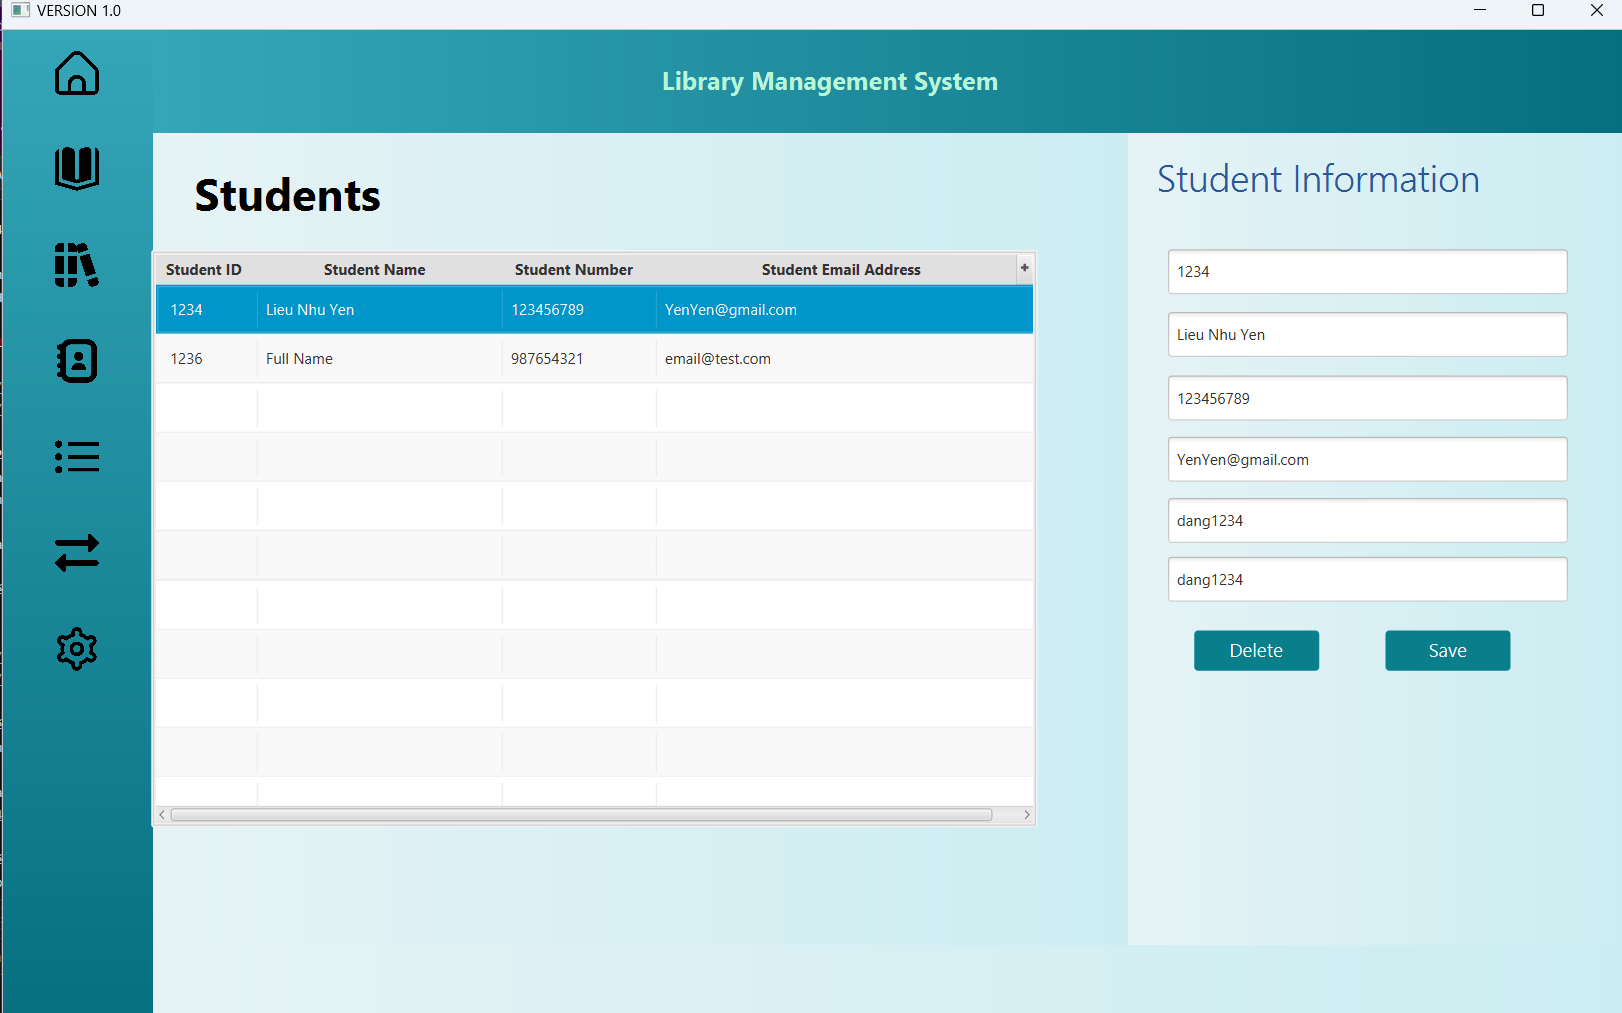 VERSION 1.0
Library Management System
Students
Student ID Student Name Student Number Student Email Address +
1234 Lieu Nhu Yen 123456789 YenYen@gmail.com
1236 Full Name 987654321 email@test.com
Student Information
1234
Lieu Nhu Yen
123456789
YenYen@gmail.com
dang1234
dang1234
Delete Save